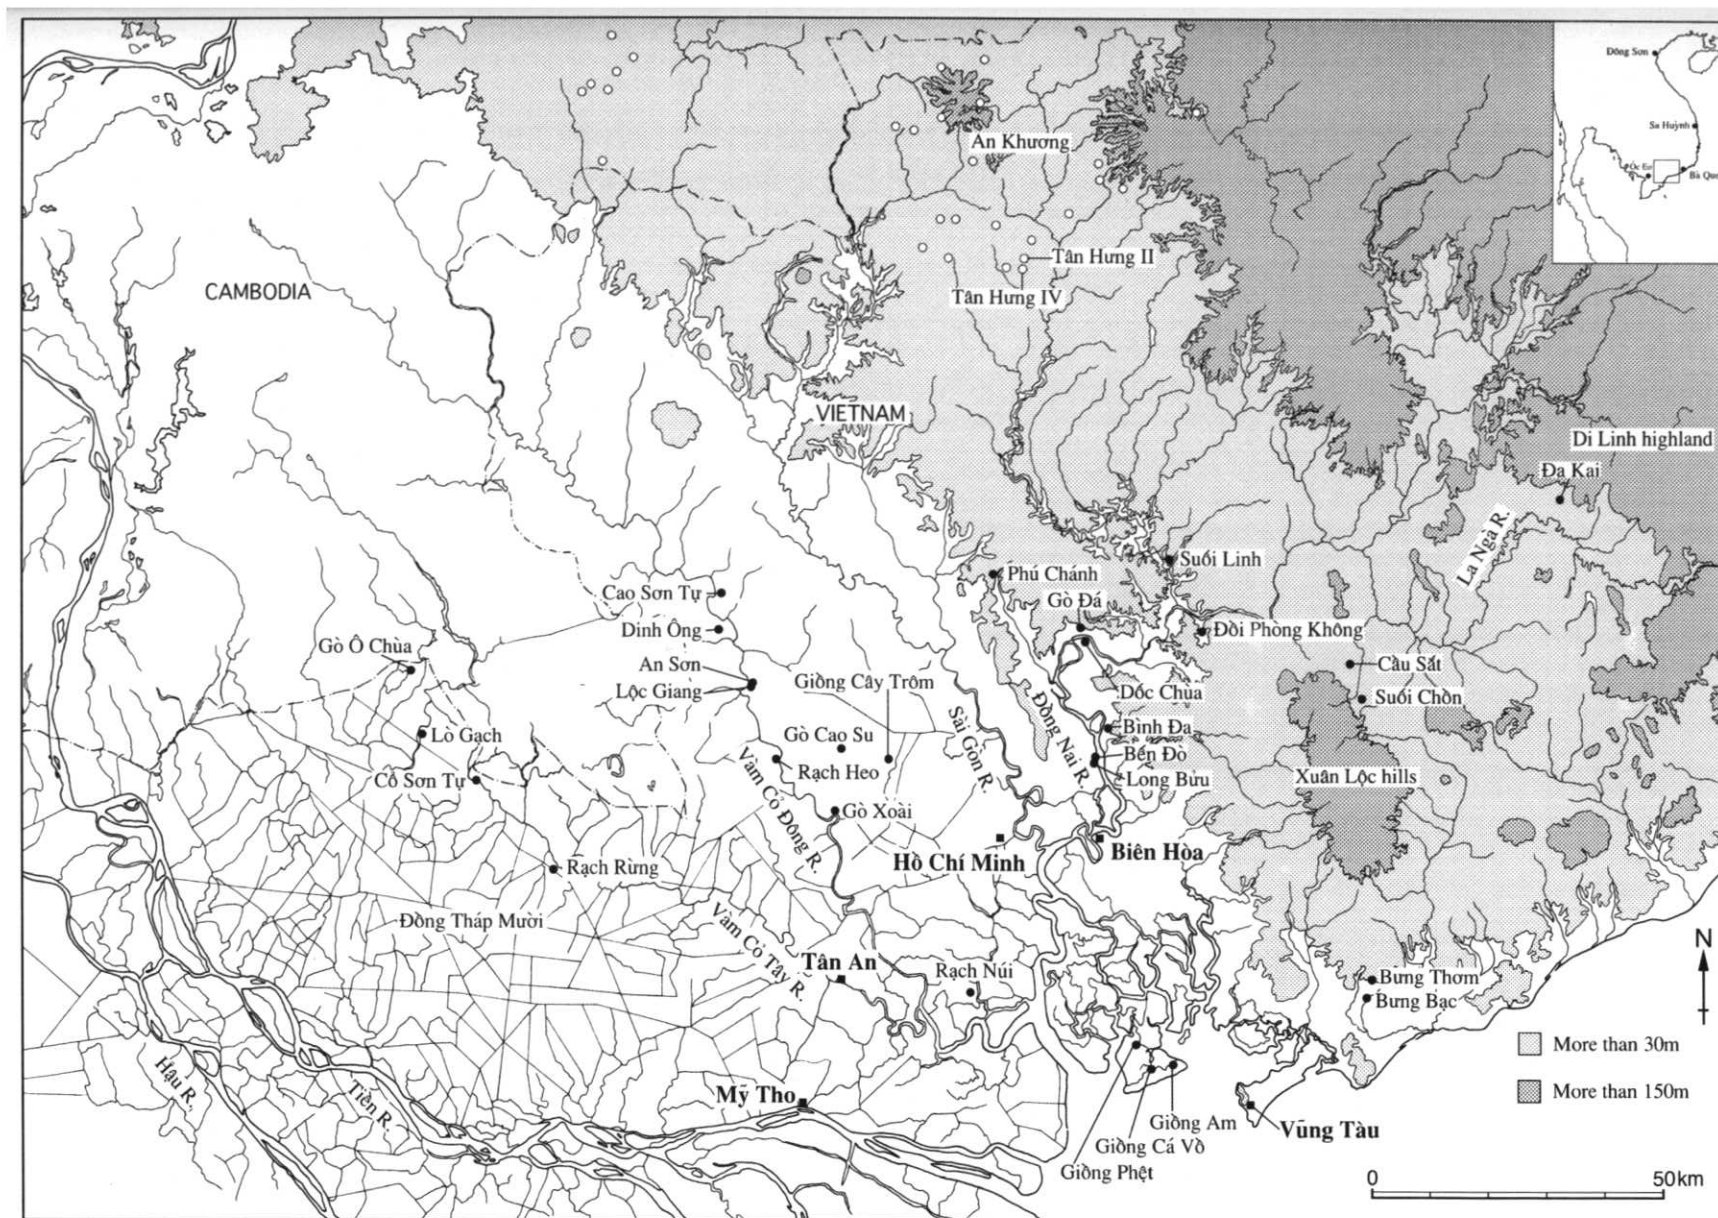 Đông Sơn
Sa Huỳnh
Óc Eo
An Khương
Tân Hưng II
Tân Hưng IV
CAMBODIA
VIETNAM
Di Linh highland
Đa Kai
La Ngà R.
Suối Linh
Phú Chánh
Cao Sơn Tự
Gò Đá
Dinh Ông
Đồi Phòng Không
Gò Ô Chùa
An Sơn
Cầu Sắt
Lộc Giang
Giồng Cây Trôm
Dốc Chùa
Suối Chồn
Đồng Nai R.
Sài Gòn R.
Lò Gạch
Gò Cao Su
Bình Đa
Bến Đò
Rạch Heo
Long Bửu
Xuân Lộc hills
Cổ Sơn Tự
Vàm Cỏ Đông R.
Gò Xoài
Hồ Chí Minh
Biên Hòa
Rạch Rừng
Đồng Tháp Mười
Vàm Cỏ Tây R.
Tân An
Rạch Núi
N
Bưng Thơm
Bưng Bạc
More than 30m
Hậu R.
Tiền R.
Mỹ Tho
More than 150m
Giồng Am
Vũng Tàu
Giồng Cá Vồ
Giồng Phệt
0
50km